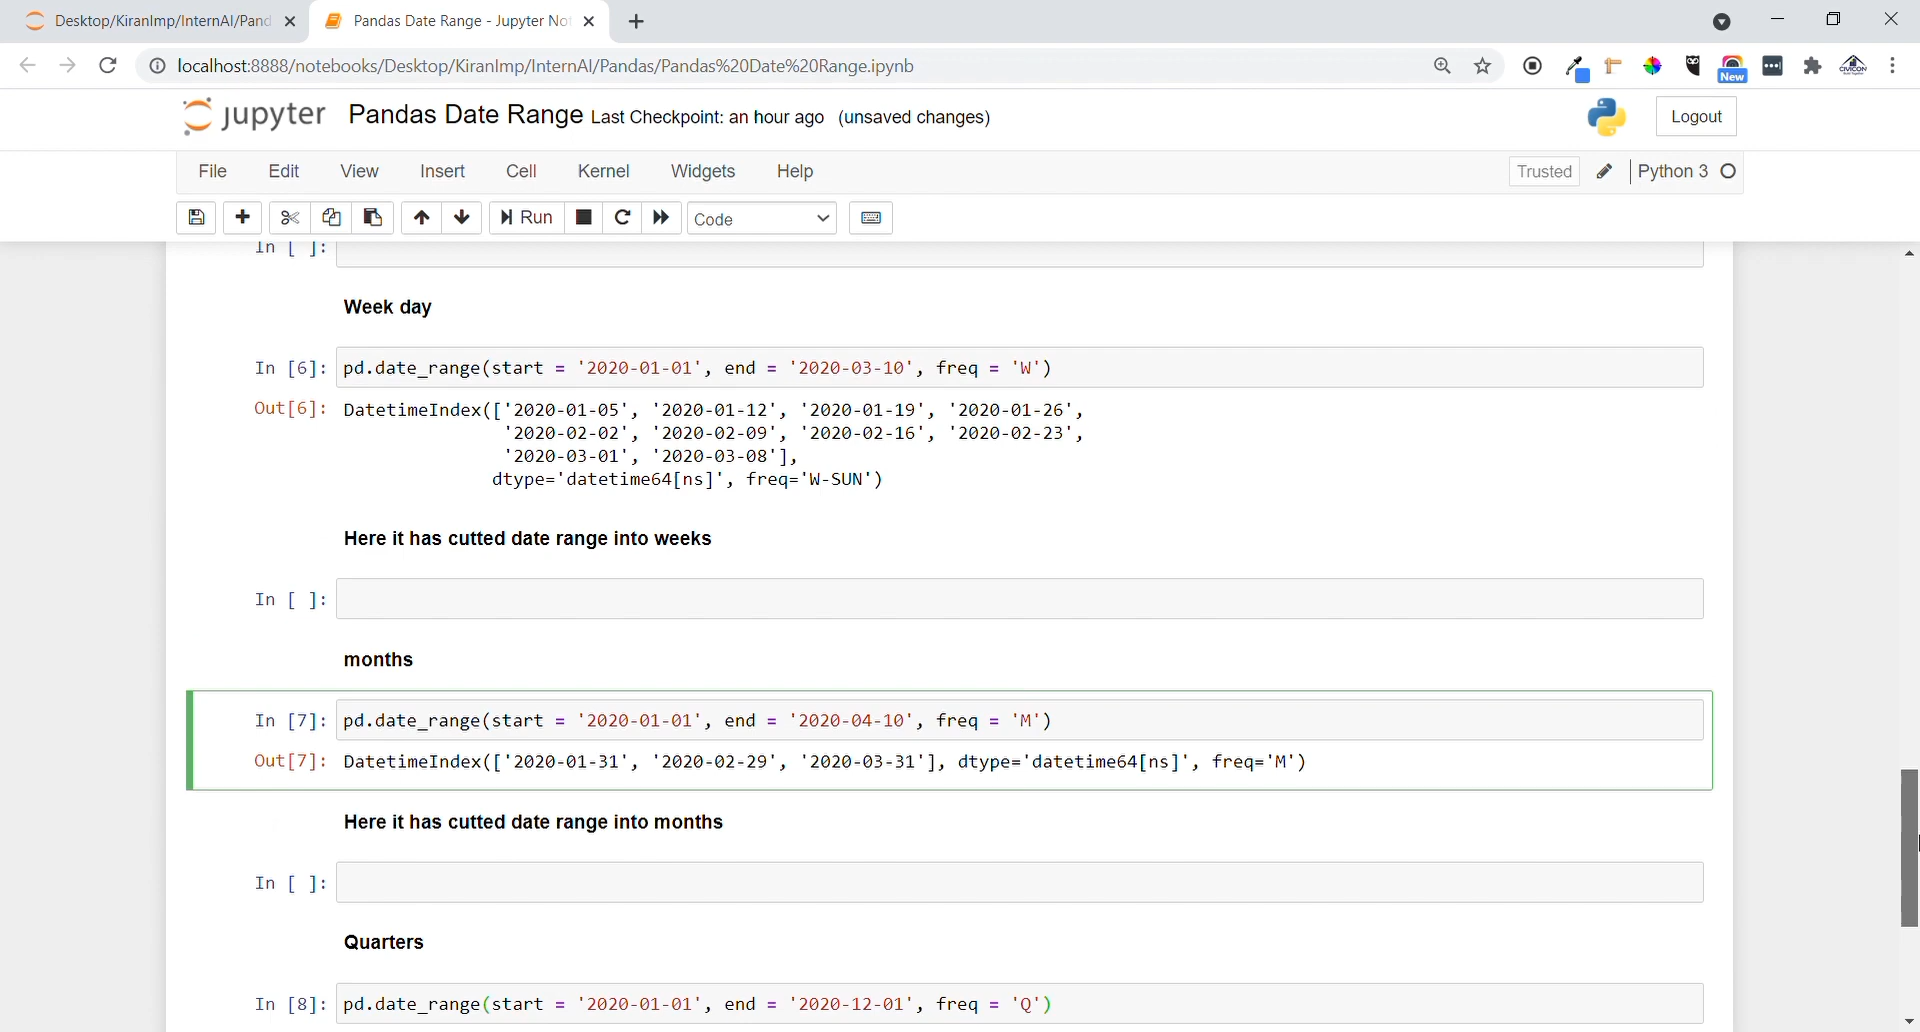 Desktop/KiranImp/InternAI/Pand
Pandas Date Range - Jupyter Not
localhost:8888/notebooks/Desktop/KiranImp/InternAI/Pandas/Pandas%20Date%20Range.ipynb
New
CIVICON
jupyter Pandas Date Range Last Checkpoint: an hour ago (unsaved changes)
Logout
File Edit View Insert Cell Kernel Widgets Help
Trusted Python 3
Run Code
In [ ]:
Week day
In [6]: pd.date_range(start = '2020-01-01', end = '2020-03-10', freq = 'W')
Out[6]: DatetimeIndex(['2020-01-05', '2020-01-12', '2020-01-19', '2020-01-26',
'2020-02-02', '2020-02-09', '2020-02-16', '2020-02-23',
'2020-03-01', '2020-03-08'],
dtype='datetime64[ns]', freq='W-SUN')
Here it has cutted date range into weeks
In [ ]:
months
In [7]: pd.date_range(start = '2020-01-01', end = '2020-04-10', freq = 'M')
Out[7]: DatetimeIndex(['2020-01-31', '2020-02-29', '2020-03-31'], dtype='datetime64[ns]', freq='M')
Here it has cutted date range into months
In [ ]:
Quarters
In [8]: pd.date_range(start = '2020-01-01', end = '2020-12-01', freq = 'Q')